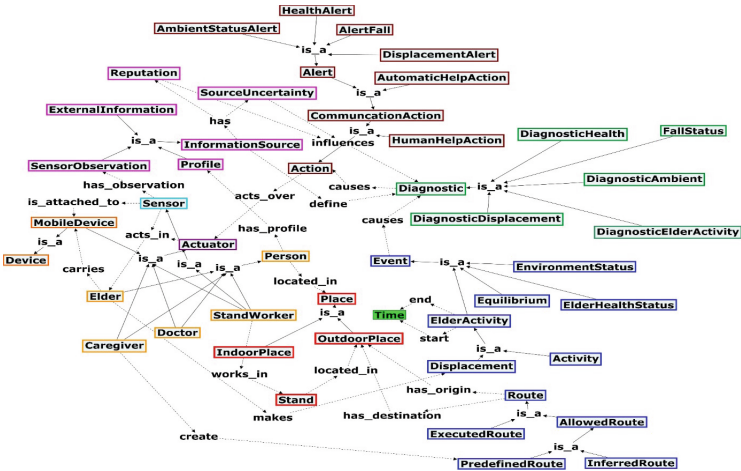 HealthAlert
AmbientStatusAlert
AlertFall
is_a
DisplacementAlert
Reputation
Alert
AutomaticHelpAction
SourceUncertainty
is_a
ExternalInformation
has
CommuncationAction
is_a
InformationSource
influences
HumanHelpAction
DiagnosticHealth
FallStatus
is_a
SensorObservation
Profile
Action
DiagnosticAmbient
has_observation
acts_over
causes
Diagnostic
is_a
is_attached_to
Sensor
define
DiagnosticDisplacement
MobileDevice
has_profile
causes
DiagnosticElderActivity
acts_in
Actuator
is_a
Device
is_a
is_a
is_a
Person
Event
is_a
EnvironmentStatus
carries
located_in
Elder
Place
end
Equilibrium
ElderHealthStatus
StandWorker
is_a
Time
ElderActivity
Doctor
start
Caregiver
IndoorPlace
OutdoorPlace
is_a
Activity
works_in
located_in
Displacement
Stand
has_origin
Route
makes
has_destination
is_a
AllowedRoute
create
ExecutedRoute
is_a
PredefinedRoute
InferredRoute